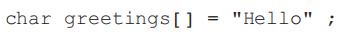 char greetings[] = "Hello" ;